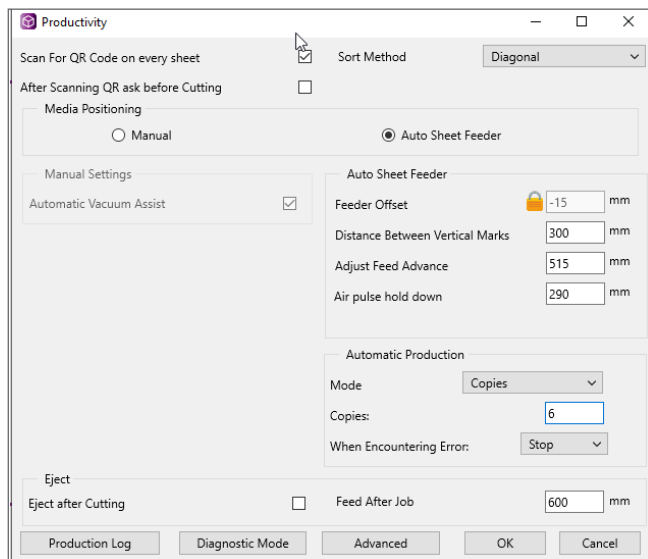 Productivity
Scan For QR Code on every sheet
Sort Method
Diagonal
After Scanning QR ask before Cutting
Media Positioning
Manual
Auto Sheet Feeder
Manual Settings
Automatic Vacuum Assist
Auto Sheet Feeder
Feeder Offset
-15 mm
Distance Between Vertical Marks
300 mm
Adjust Feed Advance
515 mm
Air pulse hold down
290 mm
Automatic Production
Mode
Copies
Copies:
6
When Encountering Error:
Stop
Eject
Eject after Cutting
Feed After Job
600 mm
Production Log
Diagnostic Mode
Advanced
OK
Cancel